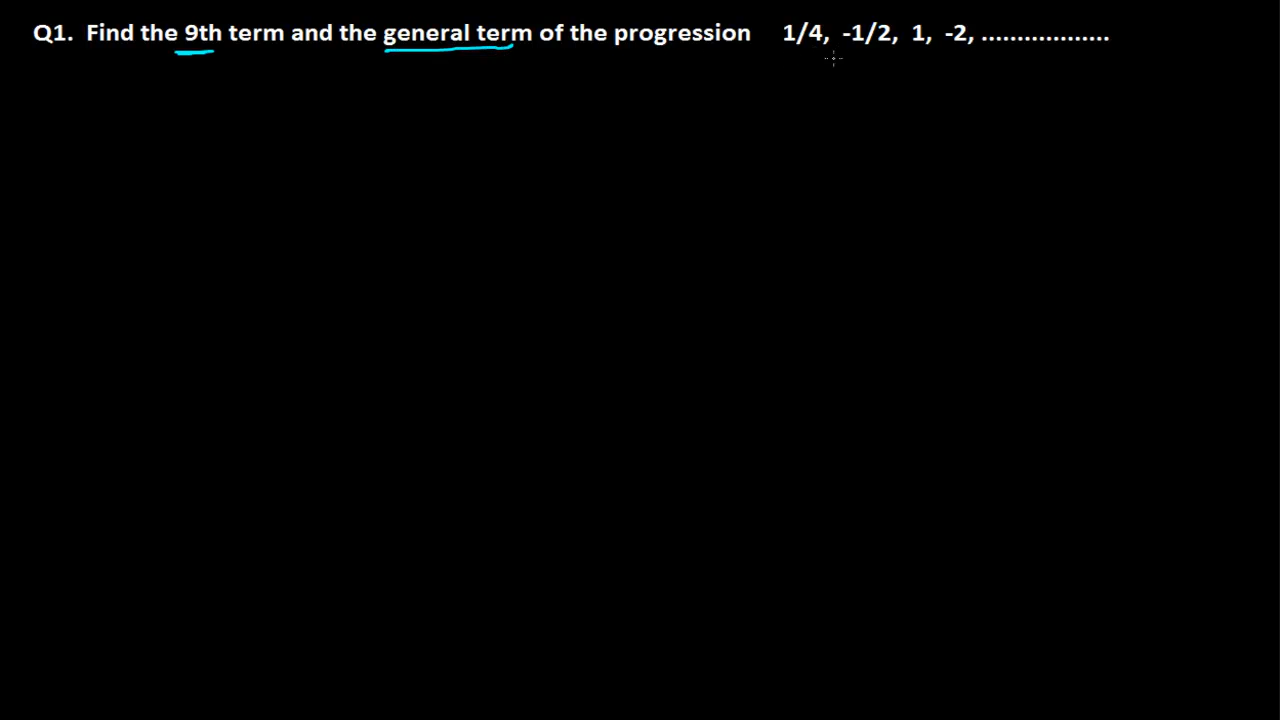 Q1. Find the 9th term and the general term of the progression 1/4, -1/2, 1, -2, ..................